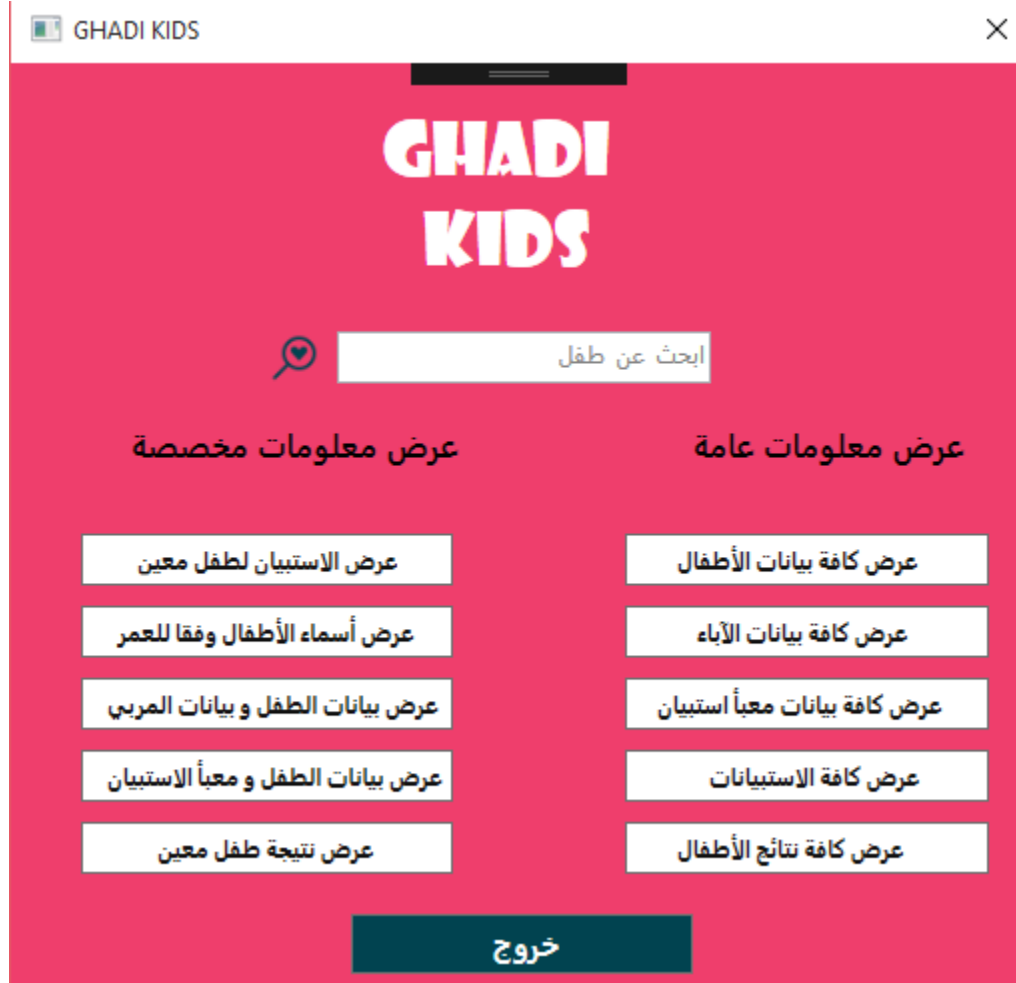 GHADI KIDS
GHADI
KIDS
ابحث عن طفل
عرض معلومات عامة
عرض كافة بيانات الأطفال
عرض كافة بيانات الآباء
عرض كافة بيانات معبأ استبيان
عرض كافة الاستبيانات
عرض كافة نتائج الأطفال
عرض معلومات مخصصة
عرض الاستبيان لطفل معين
عرض أسماء الأطفال وفقا للعمر
عرض بيانات الطفل و بيانات المربي
عرض بيانات الطفل و معبأ الاستبيان
عرض نتيجة طفل معين
خروج